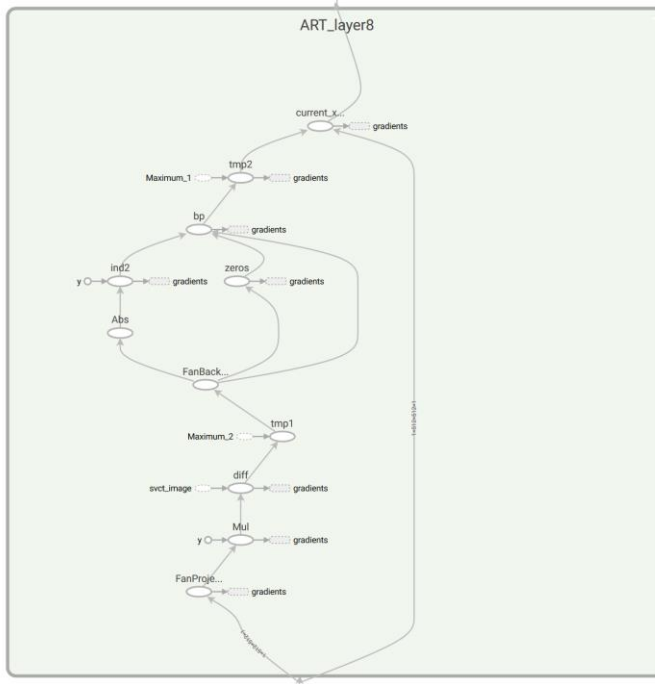 ART_layer8
current_x...
gradients
tmp2
Maximum_1
gradients
bp
gradients
ind2
zeros
y
gradients
gradients
Abs
FanBack...
tmp1
Maximum_2
diff
svct_image
gradients
Mul
y
gradients
FanProje...
gradients